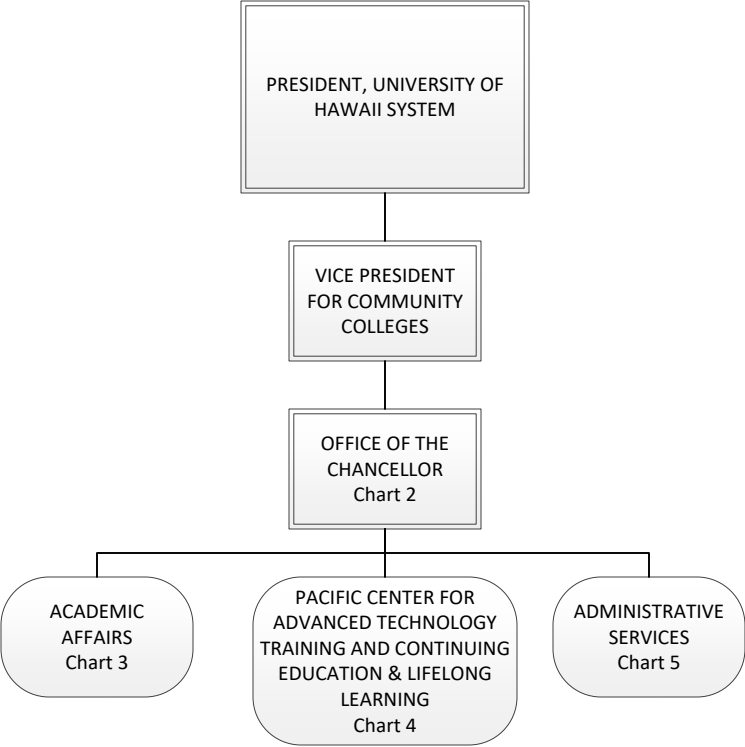 PRESIDENT, UNIVERSITY OF
HAWAII SYSTEM
VICE PRESIDENT
FOR COMMUNITY
COLLEGES
OFFICE OF THE
CHANCELLOR
Chart 2
ACADEMIC
AFFAIRS
Chart 3
PACIFIC CENTER FOR
ADVANCED TECHNOLOGY
TRAINING AND CONTINUING
EDUCATION & LIFELONG
LEARNING
Chart 4
ADMINISTRATIVE
SERVICES
Chart 5